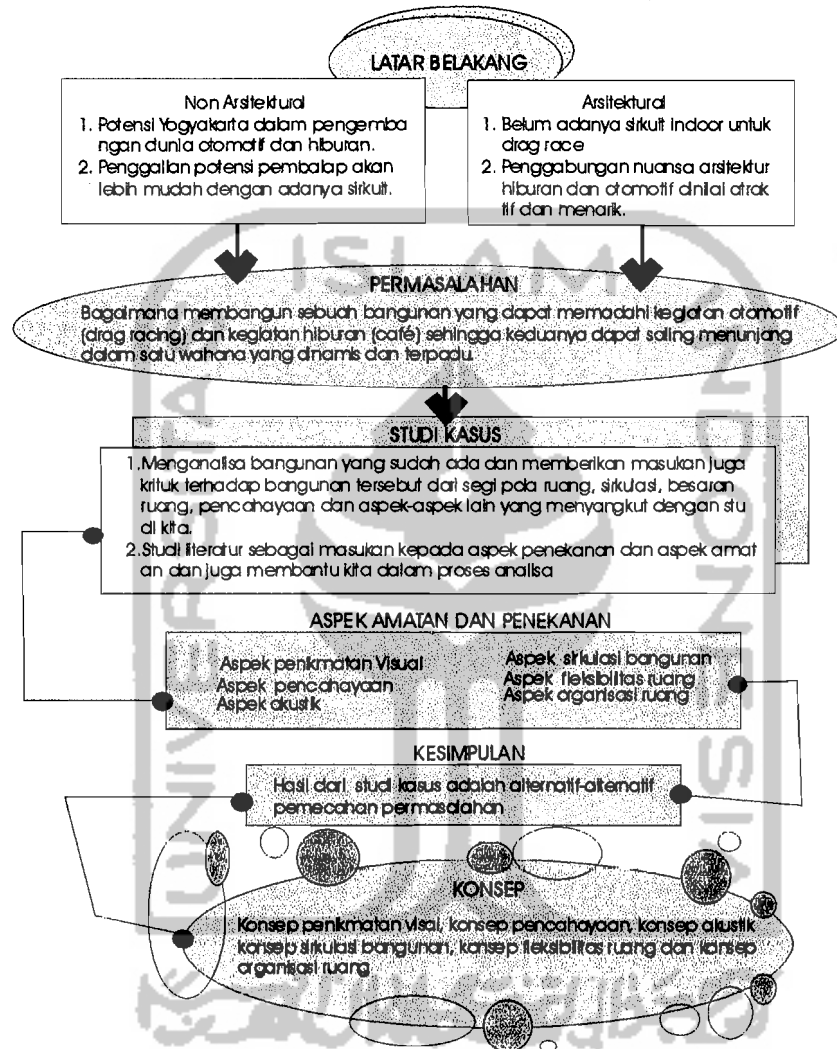 LATAR BELAKANG
Non Arsitektural
1. Potensi Yogyakarta dalam pengemba
ngan dunia otomotif dan hiburan.
2. Penggalian potensi pembalap akan
lebih mudah dengan adanya sirkuit.
Arsitektural
1. Belum adanya sirkuit indoor untuk
drag race
2. Penggabungan nuansa arsitektur
hiburan dan otomotif dinilai atrak
tif dan menarik.
PERMASALAHAN
Bagaimana membangun sebuah bangunan yang dapat memadahi kegiatan otomotif
(drag racing) dan kegiatan hiburan (café) sehingga keduanya dapat saling menunjang
dalam satu wahana yang dinamis dan terpadu.
STUDI KASUS
1.Menganalisa bangunan yang sudah ada dan memberikan masukan juga
krituk terhadap bangunan tersebut dari segi pola ruang, sirkulasi, besaran
ruang, pencahayaan dan aspek-aspek lain yang menyangkut dengan stu
di kita.
2.Studi literatur sebagai masukan kepada aspek penekanan dan aspek amat
an dan juga membantu kita dalam proses analisa
ASPEK AMATAN DAN PENEKANAN
Aspek penikmatan Visual
Aspek pencahayaan
Aspek akustik
Aspek sirkulasi bangunan
Aspek fleksibilitas ruang
Aspek organisasi ruang
KESIMPULAN
Hasil dari studi kasus adalah alternatif-alternatif
pemecahan permasalahan
KONSEP
Konsep penikmatan visal, konsep pencahayaan, konsep akustik
konsep sirkulasi bangunan, konsep fleksibilitas ruang dan konsep
organisasi ruang
UNIVERSITAS
ISLAM
INDONESIA